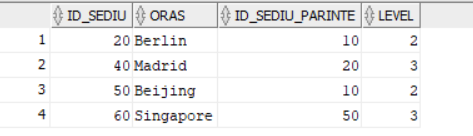 ID_SEDIU ORAS ID_SEDIU_PARINTE LEVEL
1 20 Berlin 10 2
2 40 Madrid 20 3
3 50 Beijing 10 2
4 60 Singapore 50 3